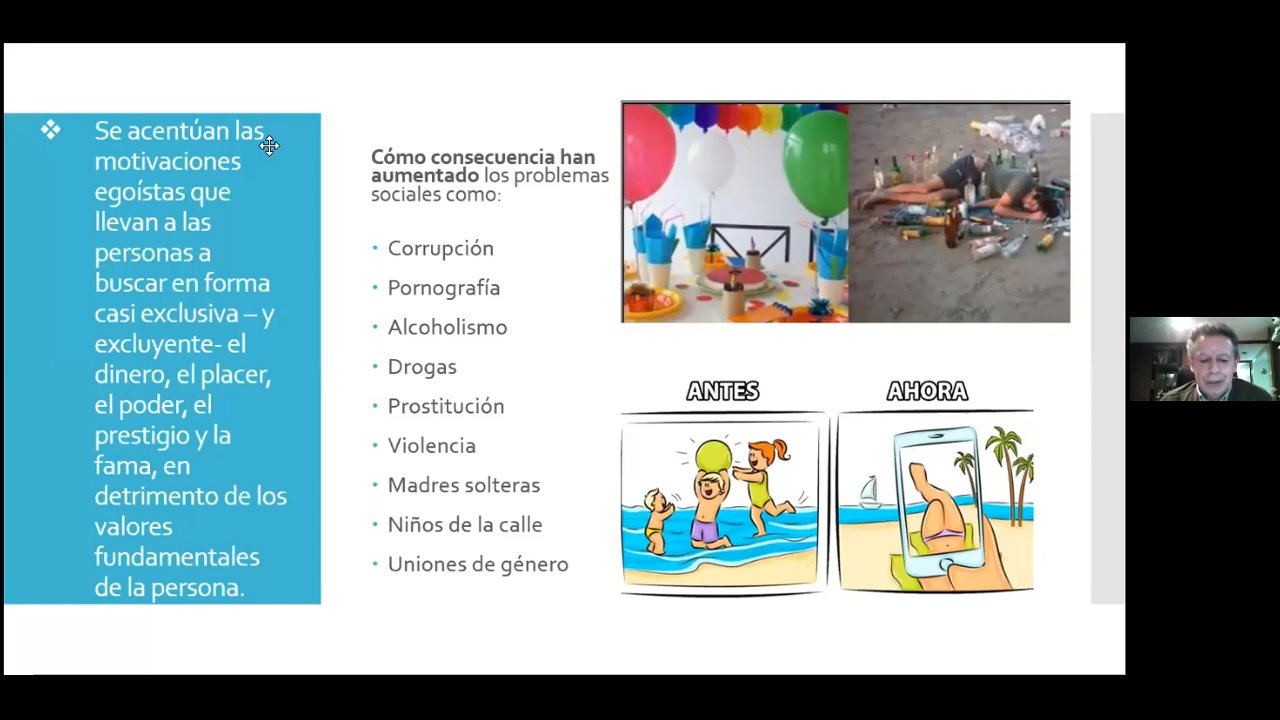 Se acentúan las
motivaciones
egoístas que
llevan a las
personas a
buscar en forma
casi exclusiva – y
excluyente- el
dinero, el placer,
el poder, el
prestigio y la
fama, en
detrimento de los
valores
fundamentales
de la persona.
Cómo consecuencia han
aumentado los problemas
sociales como:
• Corrupción
• Pornografía
• Alcoholismo
• Drogas
• Prostitución
• Violencia
• Madres solteras
• Niños de la calle
• Uniones de género
ANTES
AHORA